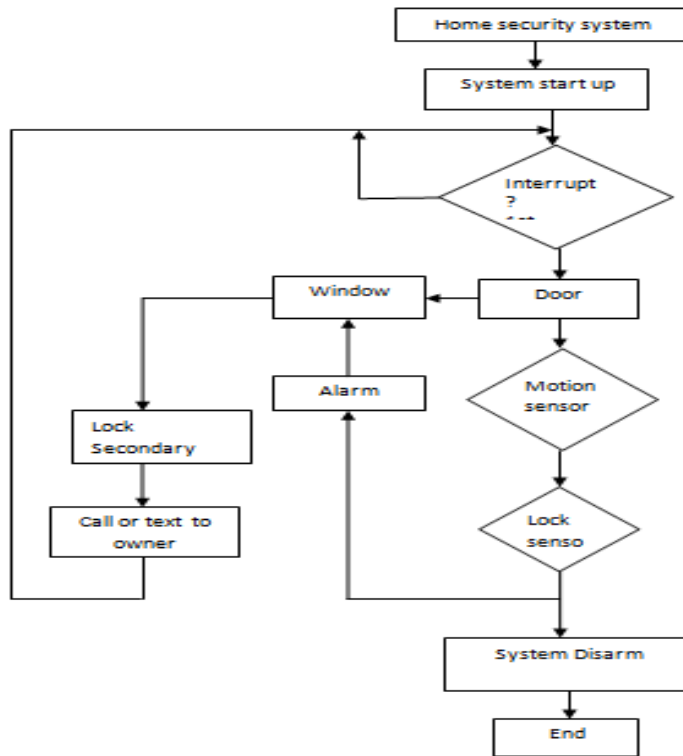 Home security system
System start up
Interrupt
?
Window
Door
Alarm
Motion
sensor
Lock
Secondary
Lock
senso
Call or text to
owner
System Disarm
End